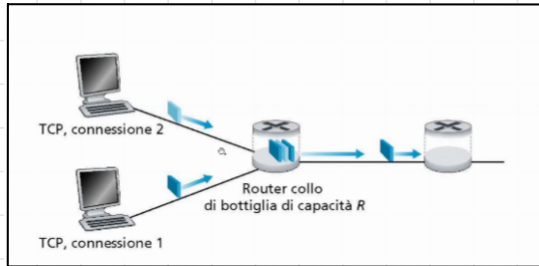 TCP, connessione 2
Router collo
di bottiglia di capacità R
TCP, connessione 1